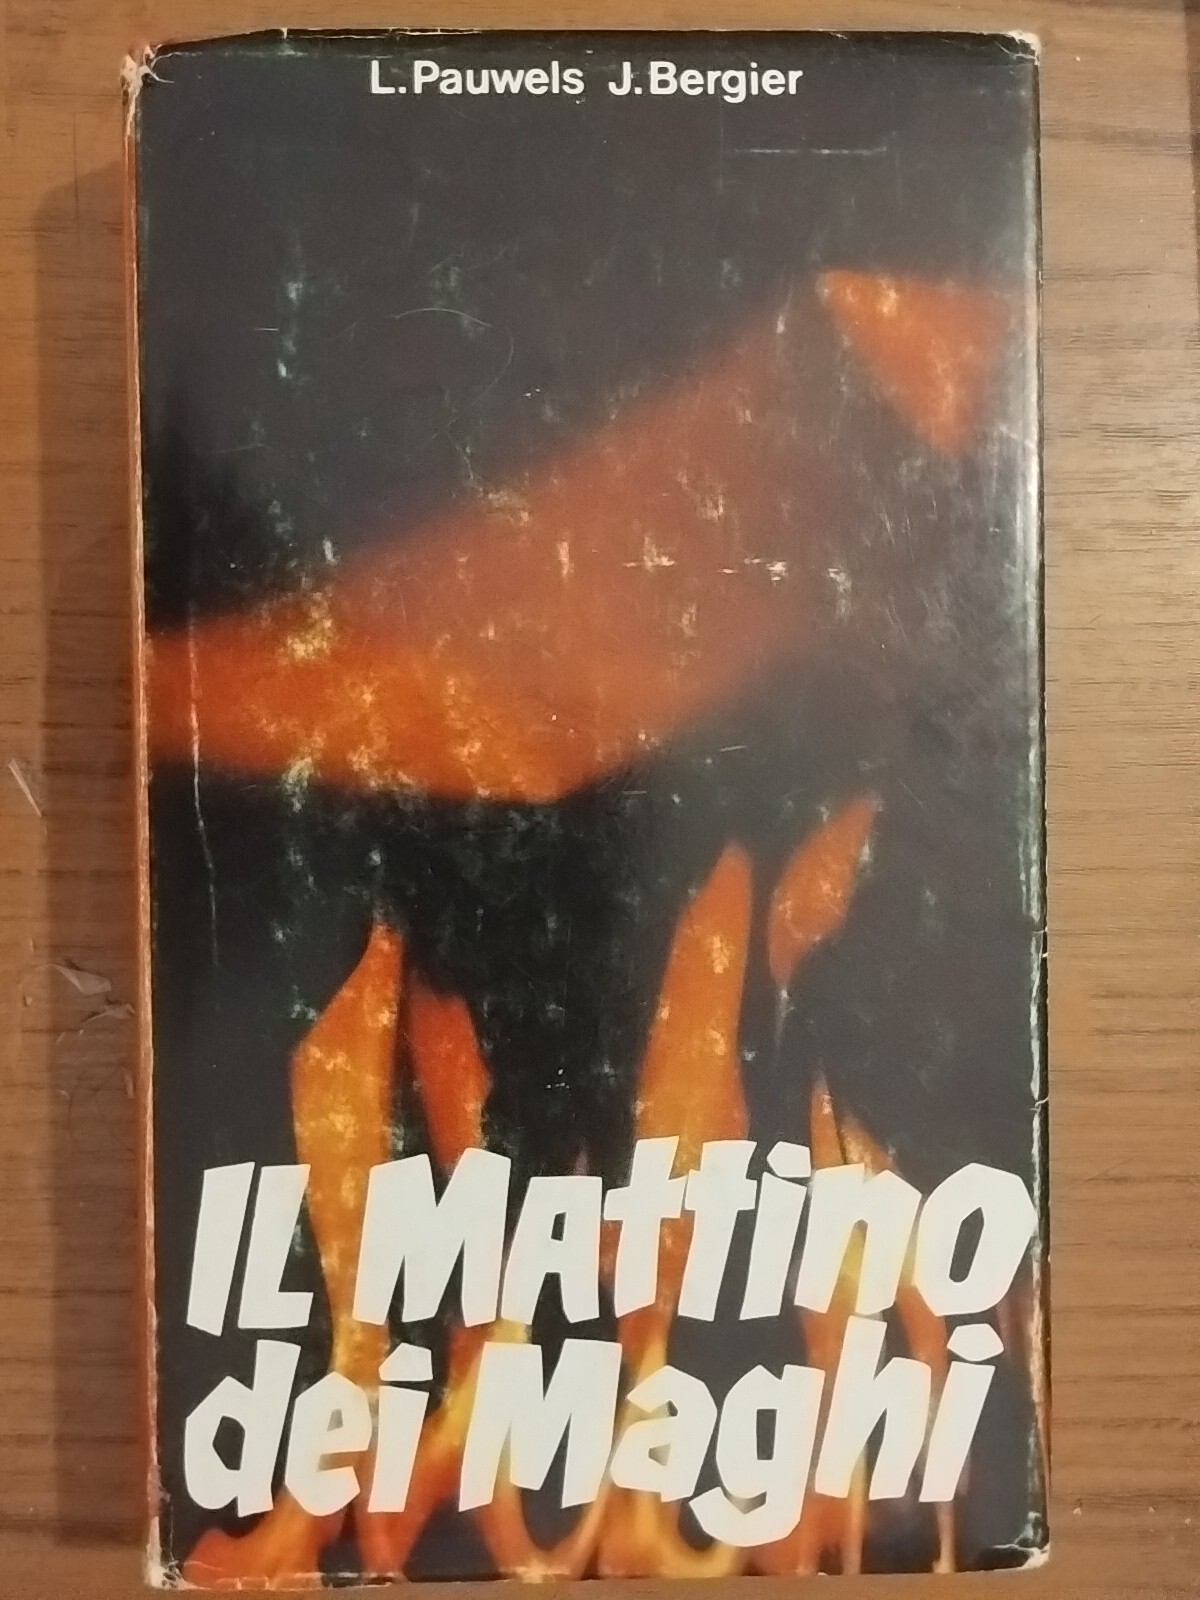 L. Pauwels J. Bergier
IL MAttino
dei Maghi